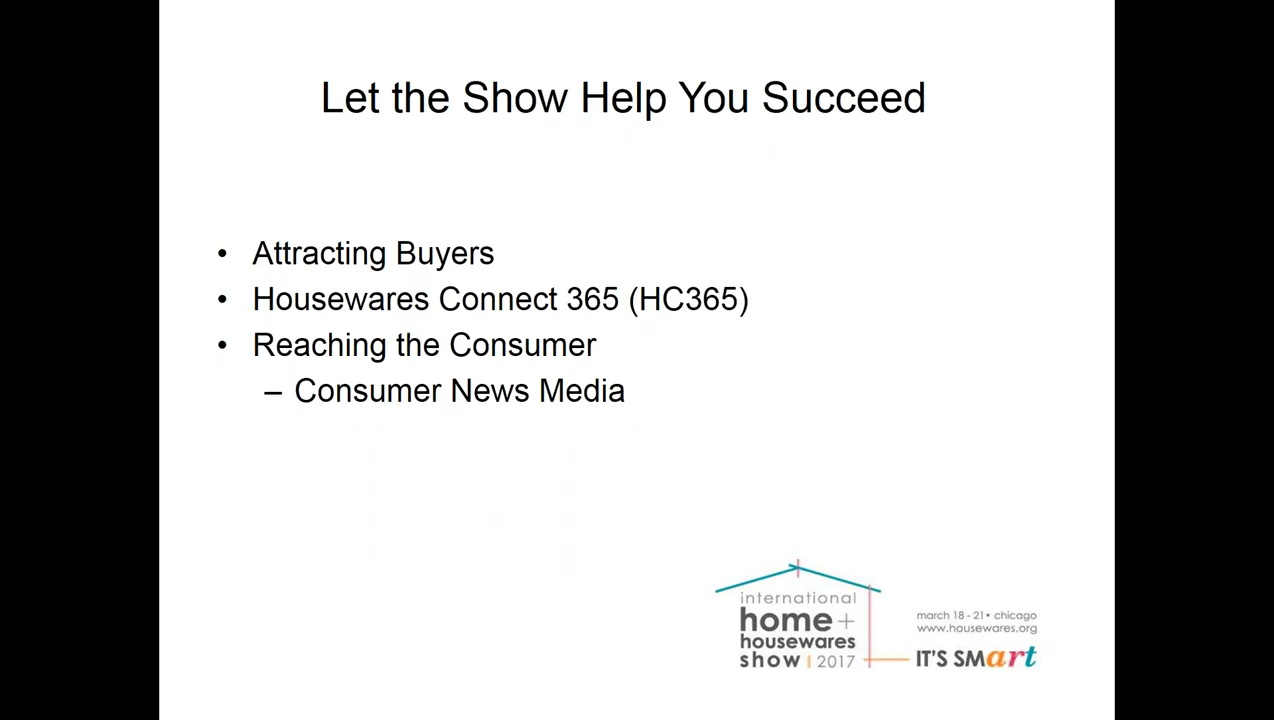 Let the Show Help You Succeed
• Attracting Buyers
• Housewares Connect 365 (HC365)
• Reaching the Consumer
– Consumer News Media
international
home+
housewares
show | 2017
march 18 - 21 • chicago
www.housewares.org
IT'S SMart